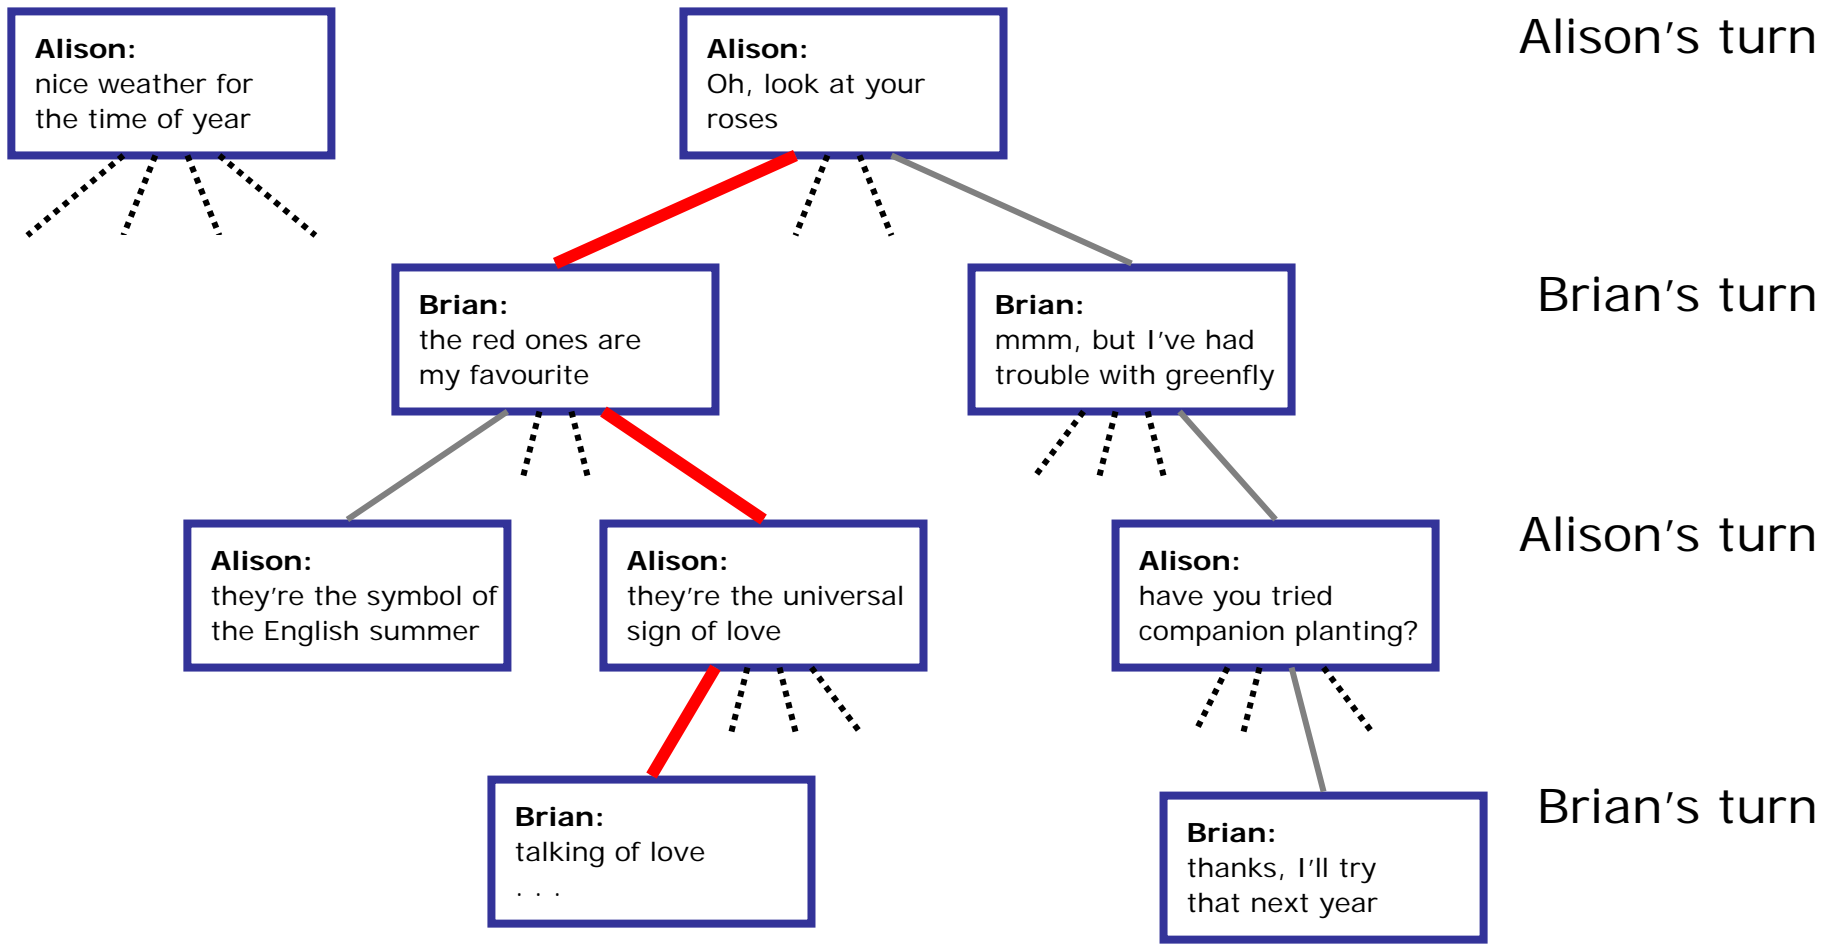 Alison:
nice weather for
the time of year
Alison:
Oh, look at your
roses
Alison's turn
Brian:
the red ones are
my favourite
Brian:
mmm, but I've had
trouble with greenfly
Brian's turn
Alison:
they're the symbol of
the English summer
Alison:
they're the universal
sign of love
Alison:
have you tried
companion planting?
Alison's turn
Brian:
talking of love
. . .
Brian:
thanks, I'll try
that next year
Brian's turn